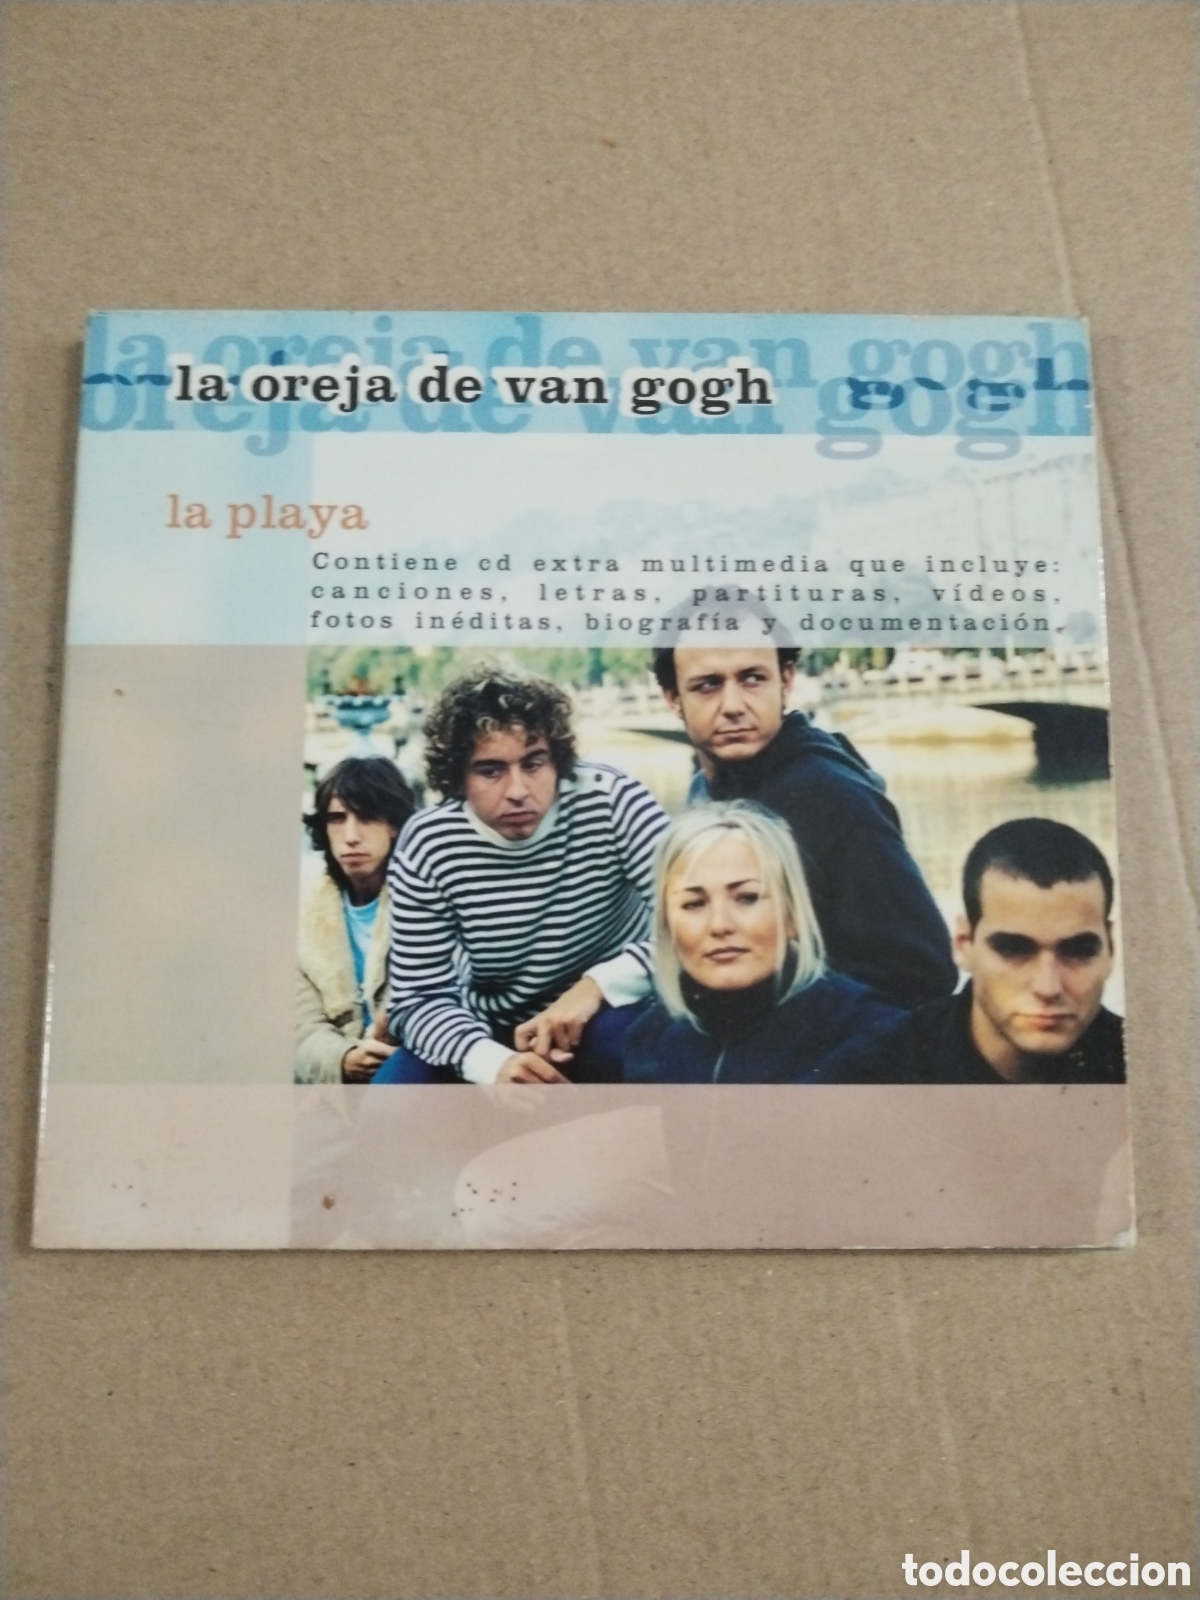 la oreja de van gogh
oreja de van gogh
la oreja de van gogh
la playa
Contiene cd extra multimedia que incluye:
canciones, letras, partituras, vídeos,
fotos inéditas, biografía y documentación.
todocoleccion